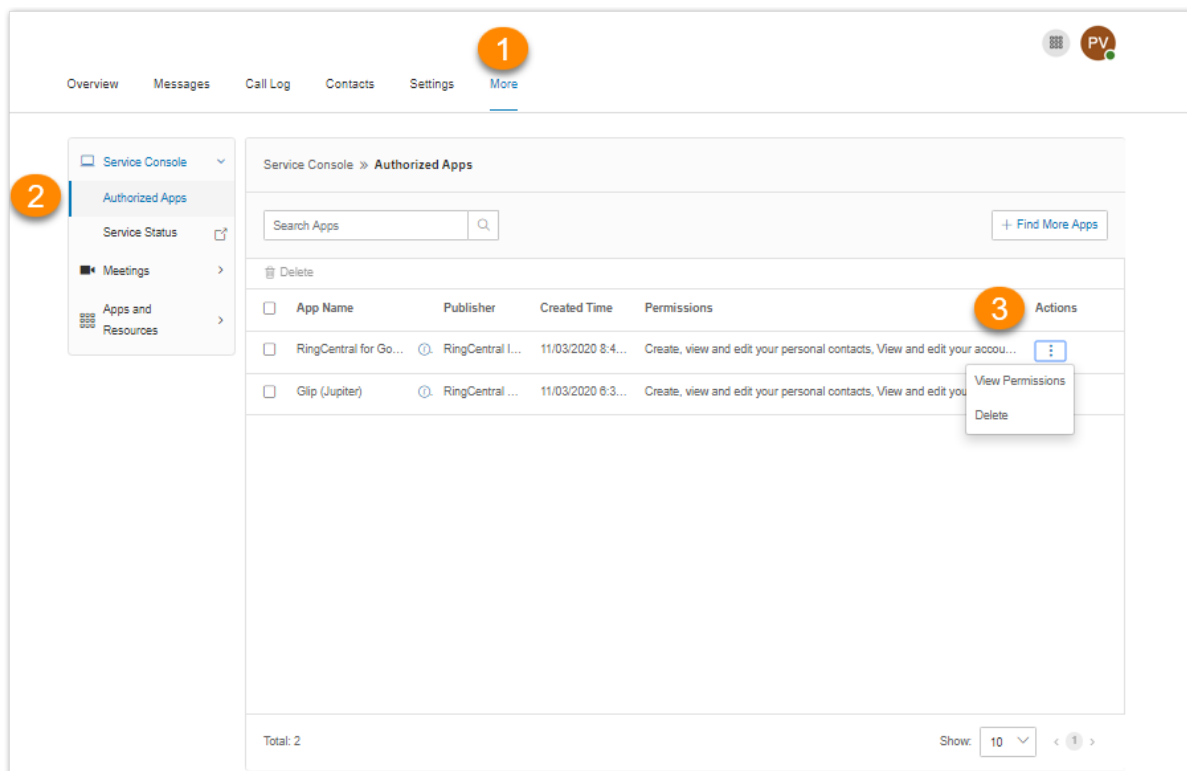 1
PV
Overview Messages Call Log Contacts Settings More
Service Console
Service Console » Authorized Apps
2
Authorized Apps
Search Apps
+ Find More Apps
Service Status
Meetings
Delete
Apps and
Resources
App Name Publisher Created Time Permissions 3 Actions
RingCentral for Go... RingCentral I... 11/03/2020 8:4... Create, view and edit your personal contacts, View and edit your accou...
View Permissions
Glip (Jupiter) RingCentral ... 11/03/2020 6:3... Create, view and edit your personal contacts, View and edit you
Delete
Total: 2 Show: 10 < 1 >